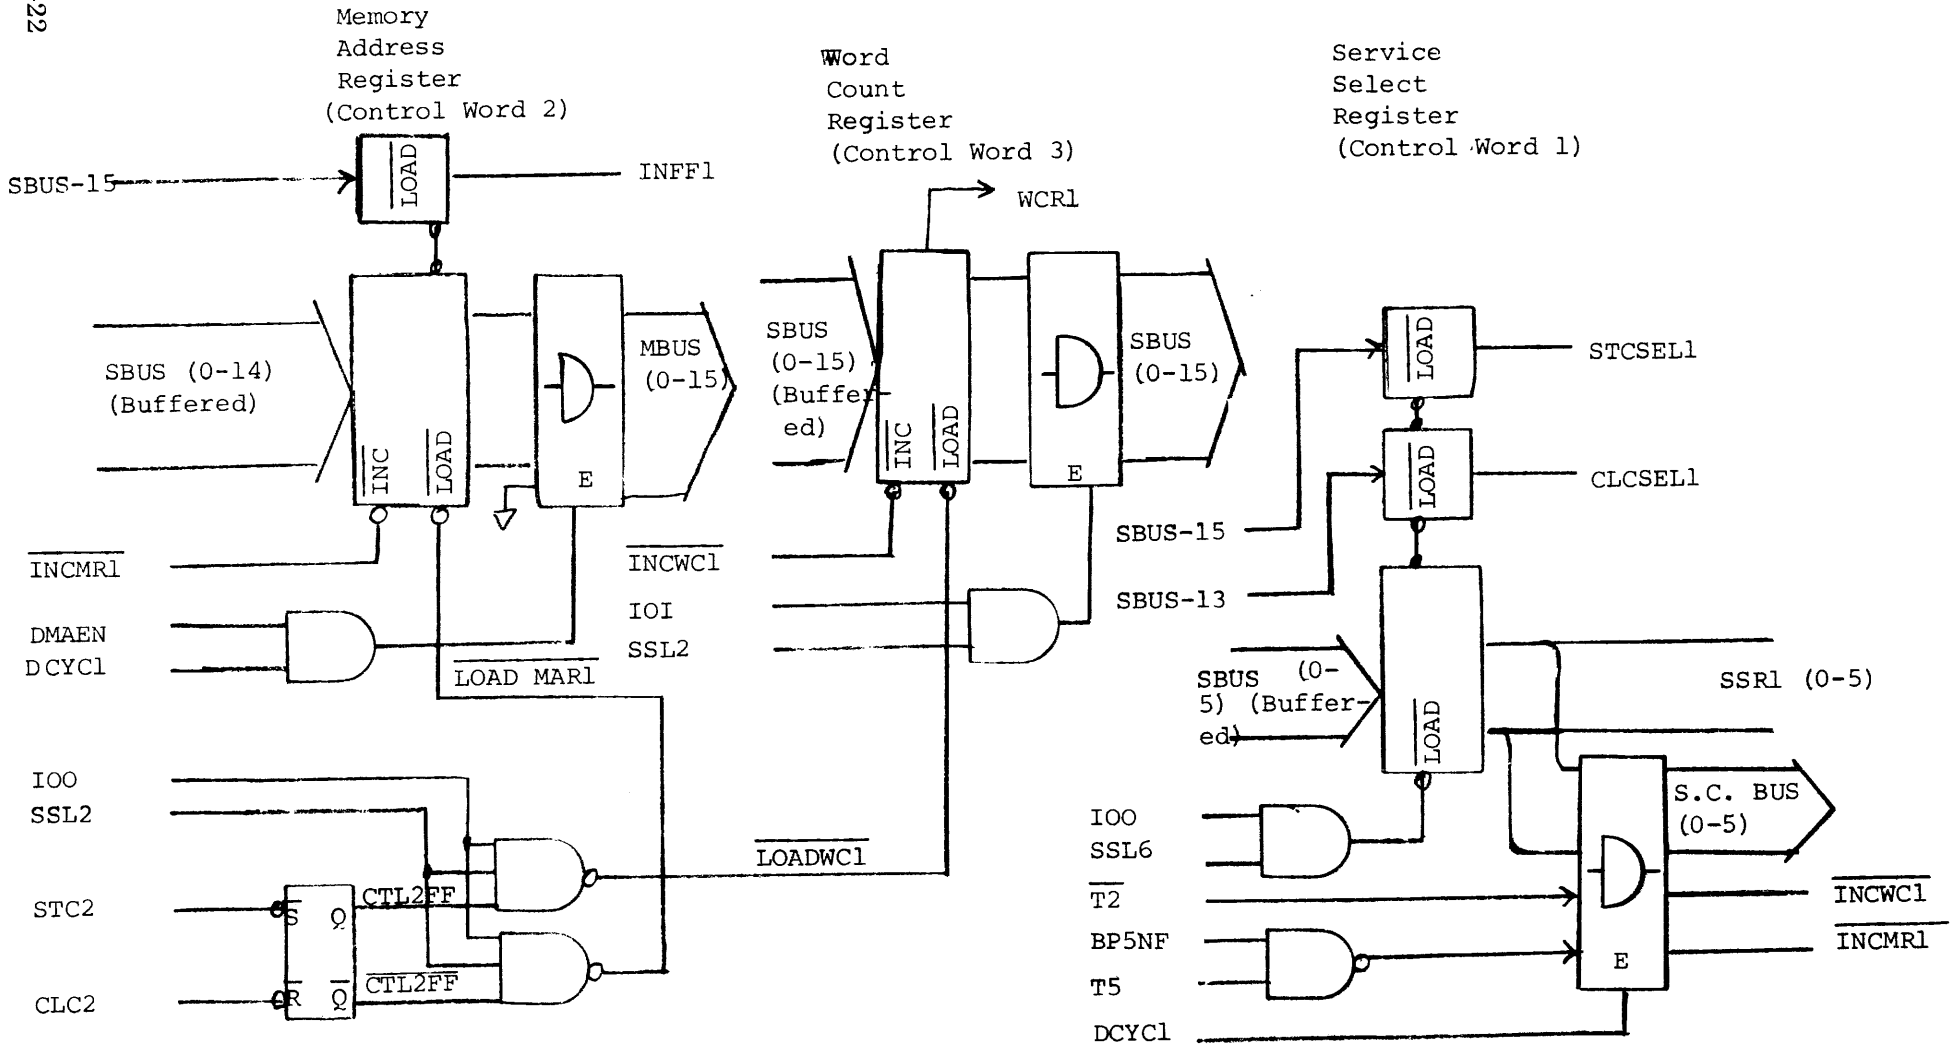 22
Memory
Address
Register
(Control Word 2)
Word
Count
Register
(Control Word 3)
Service
Select
Register
(Control Word 1)
SBUS-15
LOAD
INFF1
WCR1
SBUS (0-14)
(Buffered)
INC
LOAD
E
MBUS
(0-15)
SBUS
(0-15)
(Buffer-
ed)
INC
LOAD
E
SBUS
(0-15)
LOAD
STCSEL1
LOAD
CLCSEL1
SBUS-15
SBUS-13
INCMR1
DMAEN
DCYC1
LOAD MAR1
INCWC1
IOI
SSL2
SBUS (0-
5) (Buffer-
ed)
LOAD
SSR1 (0-5)
IOO
SSL2
LOADWC1
STC2
S Q
CTL2FF
CLC2
R Q
CTL2FF
IOO
SSL6
T2
BP5NF
T5
DCYC1
E
S.C. BUS
(0-5)
INCWC1
INCMR1